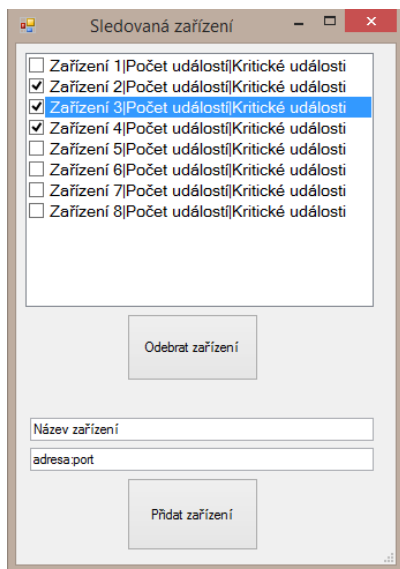 Sledovaná zařízení
Zařízení 1|Počet událostí|Kritické události
Zařízení 2|Počet událostí|Kritické události
Zařízení 3|Počet událostí|Kritické události
Zařízení 4|Počet událostí|Kritické události
Zařízení 5|Počet událostí|Kritické události
Zařízení 6|Počet událostí|Kritické události
Zařízení 7|Počet událostí|Kritické události
Zařízení 8|Počet událostí|Kritické události
Odebrat zařízení
Název zařízení
adresa:port
Přidat zařízení